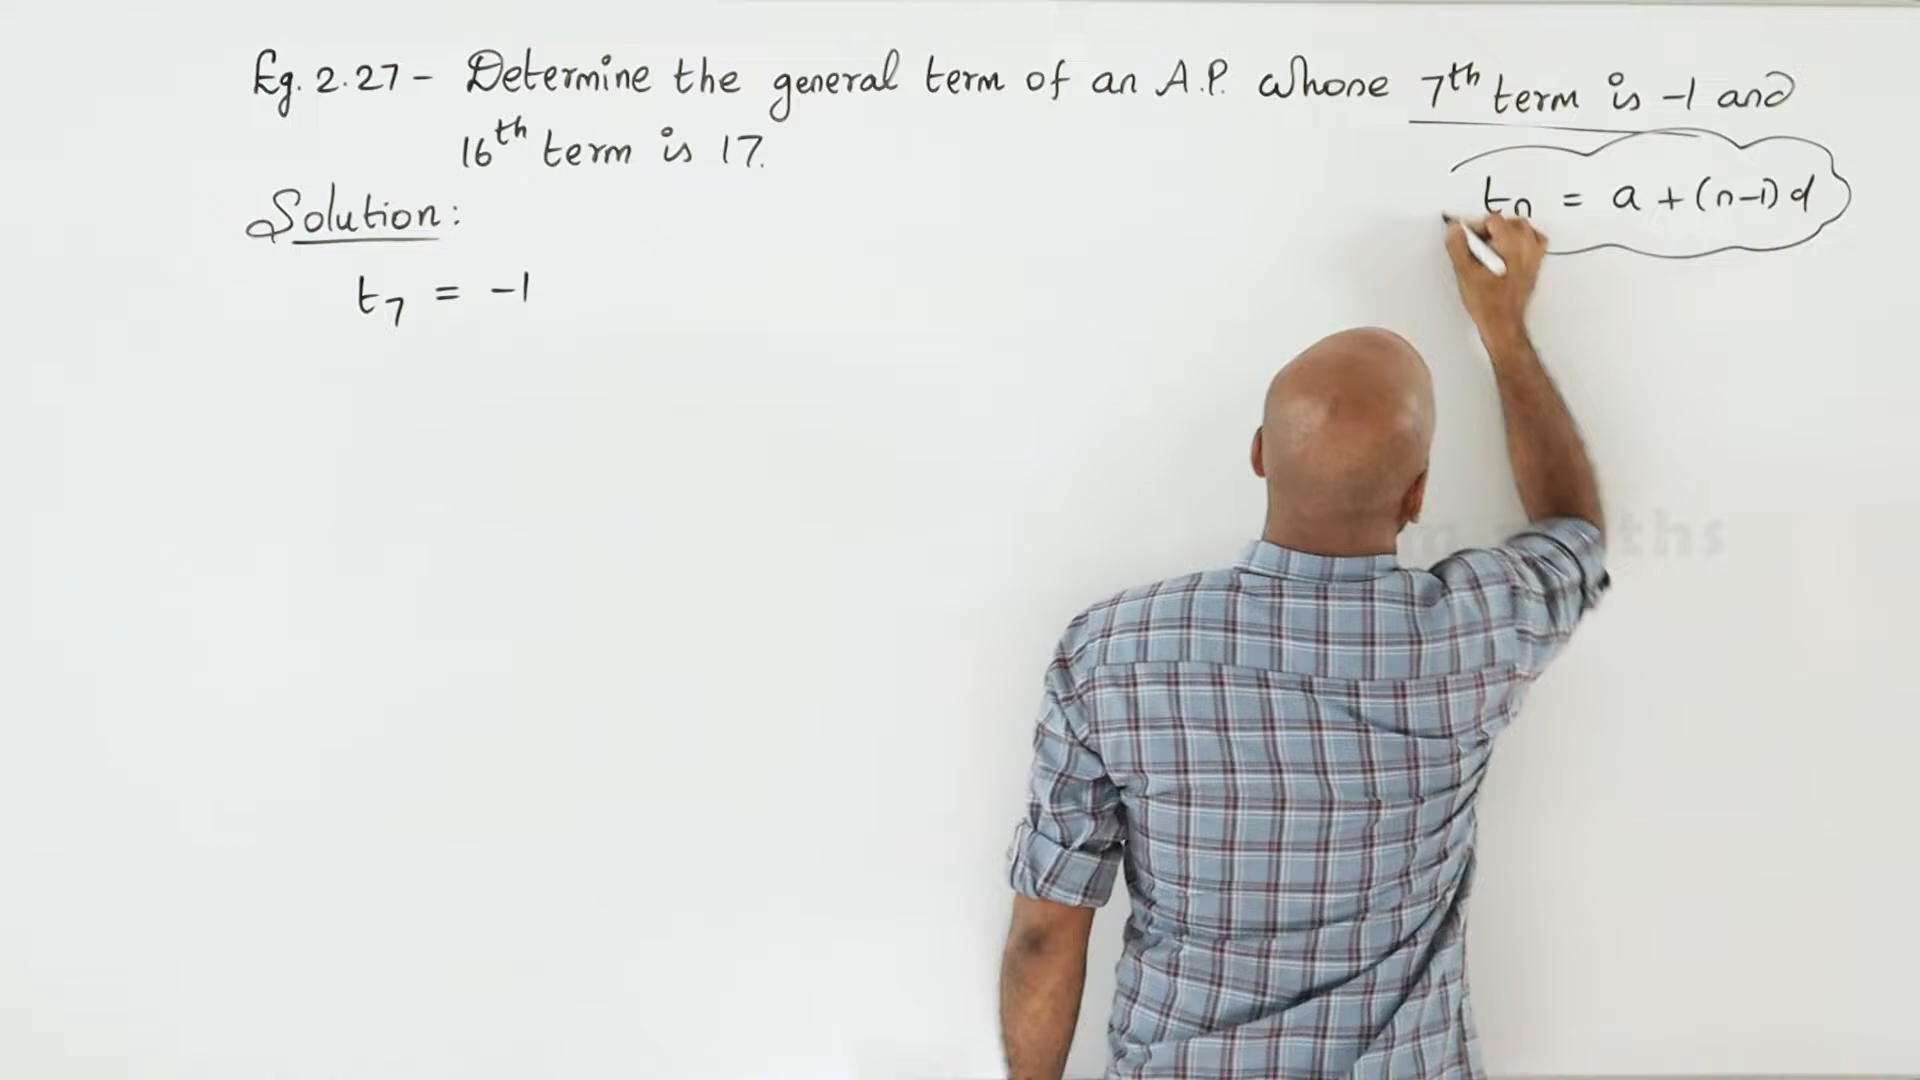 Eg. 2.27 - Determine the general term of an A.P. whose 7th term is -1 and
16th term is 17.
tn = a + (n-1) d
Solution:
t7 = -1